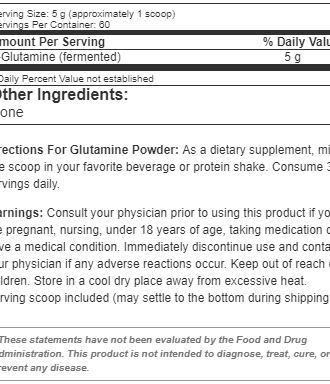 erving Size: 5 g (approximately 1 scoop)
ervings Per Container: 60
mount Per Serving % Daily Valu
-Glutamine (fermented) 5 g
Daily Percent Value not established
ther Ingredients:
one
rections For Glutamine Powder: As a dietary supplement, mi
e scoop in your favorite beverage or protein shake. Consume 3
rvings daily.
arnings: Consult your physician prior to using this product if yo
e pregnant, nursing, under 18 years of age, taking medication o
ve a medical condition. Immediately discontinue use and conta
ur physician if any adverse reactions occur. Keep out of reach o
ildren. Store in a cool dry place away from excessive heat.
rving scoop included (may settle to the bottom during shipping
These statements have not been evaluated by the Food and Drug
dministration. This product is not intended to diagnose, treat, cure, or
revent any disease.